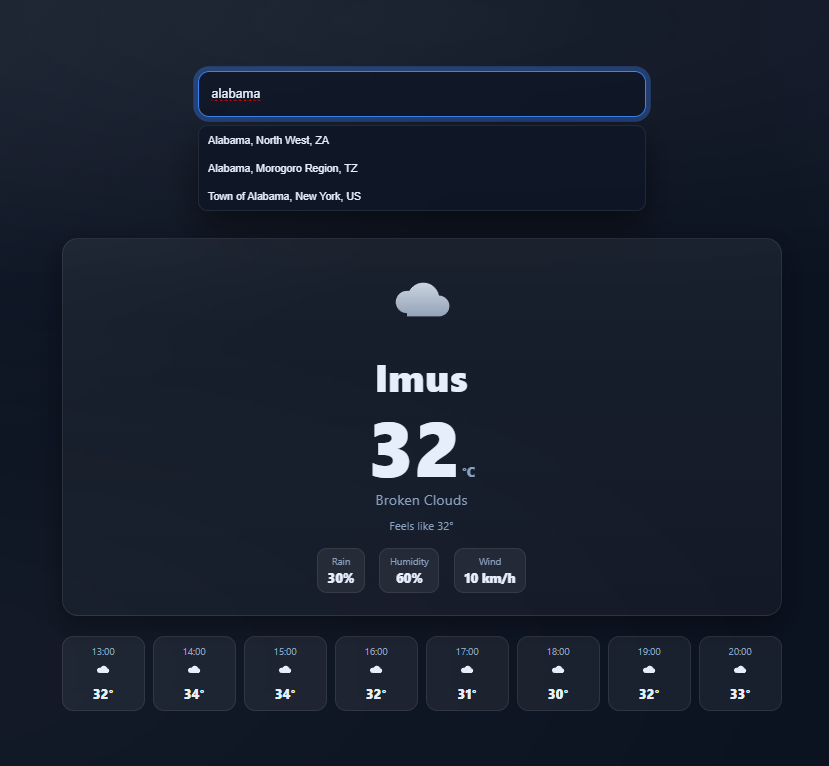 alabama
Alabama, North West, ZA
Alabama, Morogoro Region, TZ
Town of Alabama, New York, US
Imus
32 °C
Broken Clouds
Feels like 32°
Rain Humidity Wind
30% 60% 10 km/h
13:00 14:00 15:00 16:00 17:00 18:00 19:00 20:00
32° 34° 34° 32° 31° 30° 32° 33°